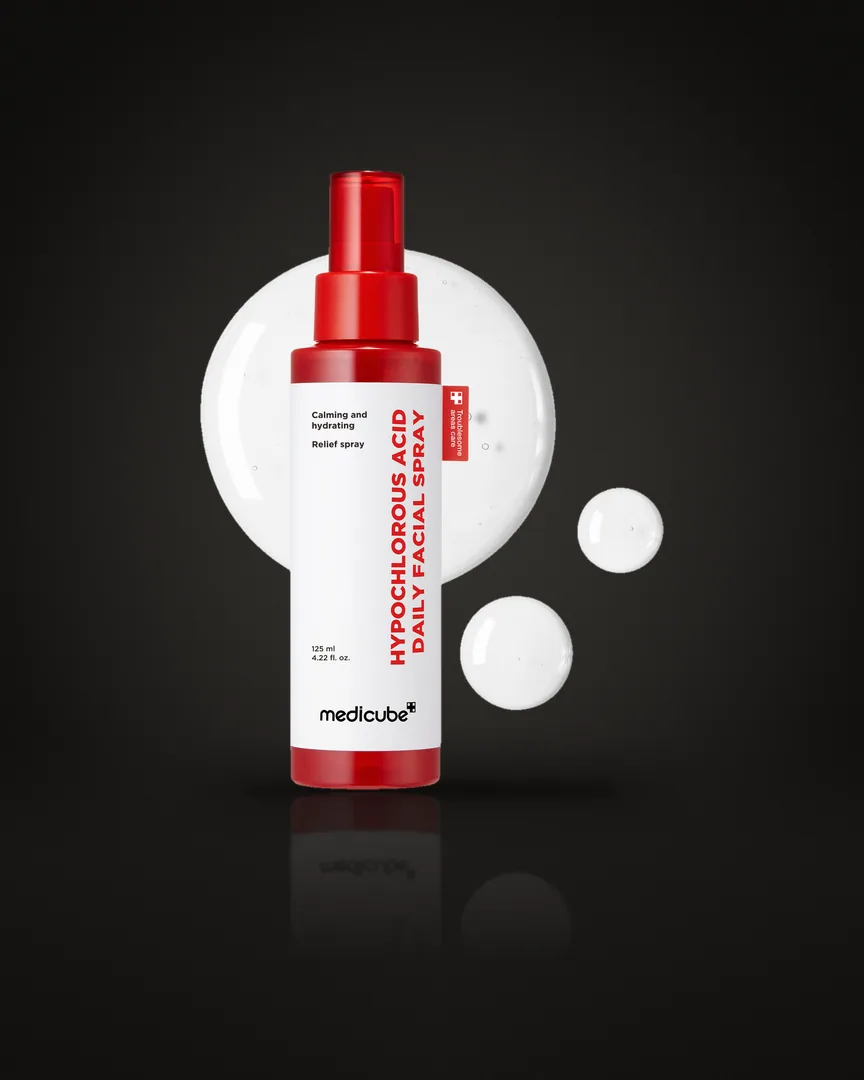 Calming and
hydrating
Relief spray
HYPOCHLOROUS ACID
DAILY FACIAL SPRAY
Troublesome
areas care
125 ml
4.22 fl. oz.
medicube